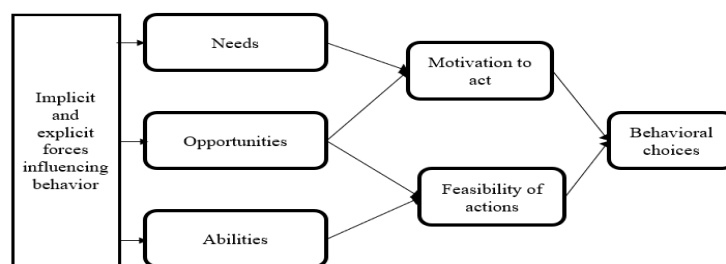 Implicit
and
explicit
forces
influencing
behavior
Needs
Opportunities
Abilities
Motivation to
act
Feasibility of
actions
Behavioral
choices